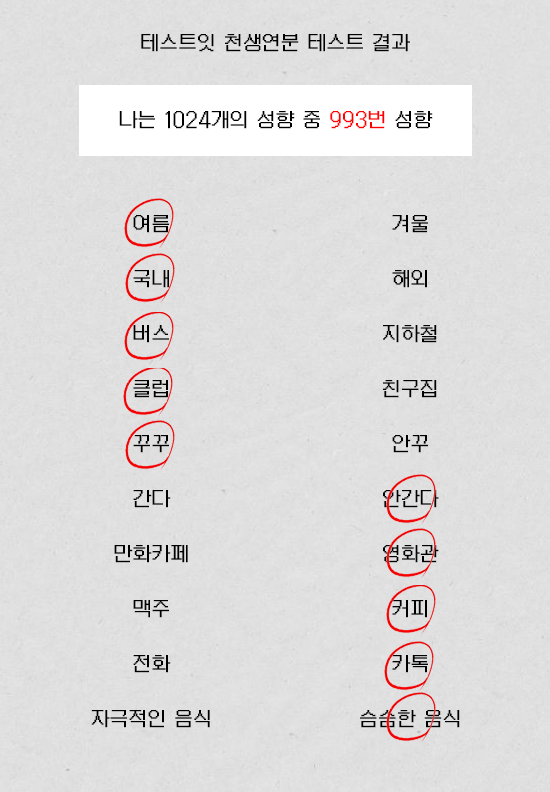 테스트잇 천생연분 테스트 결과
나는 1024개의 성향 중 993번 성향
여름 겨울
국내 해외
버스 지하철
클럽 친구집
꾸꾸 안꾸
간다 안간다
만화카페 영화관
맥주 커피
전화 카톡
자극적인 음식 슴슴한 음식